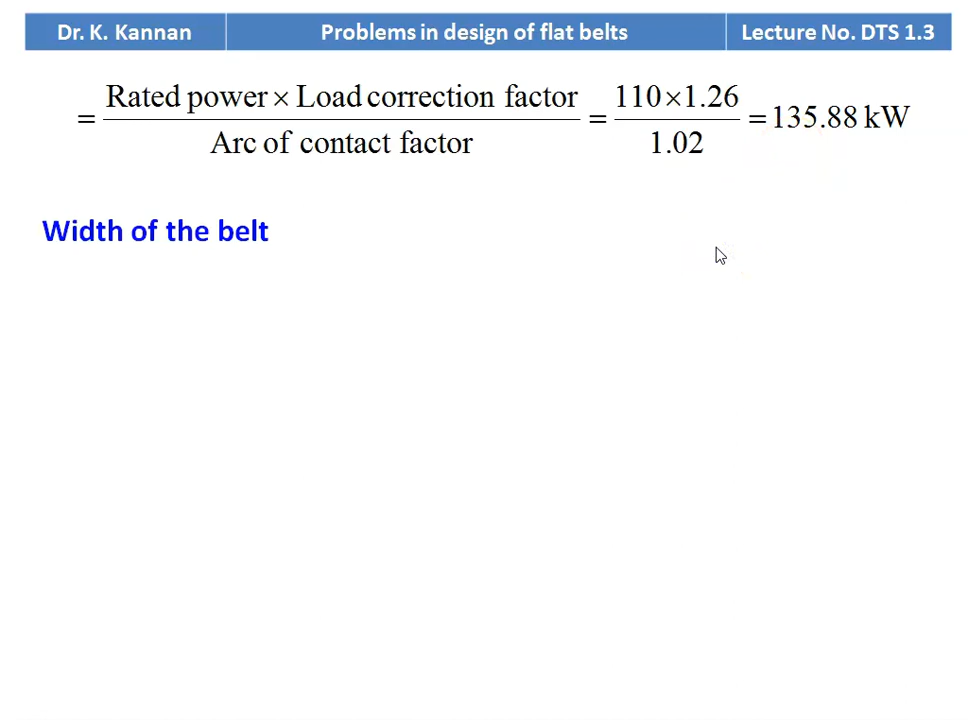 Dr. K. Kannan Problems in design of flat belts Lecture No. DTS 1.3
= Rated power × Load correction factor / Arc of contact factor = 110 × 1.26 / 1.02 = 135.88 kW
Width of the belt